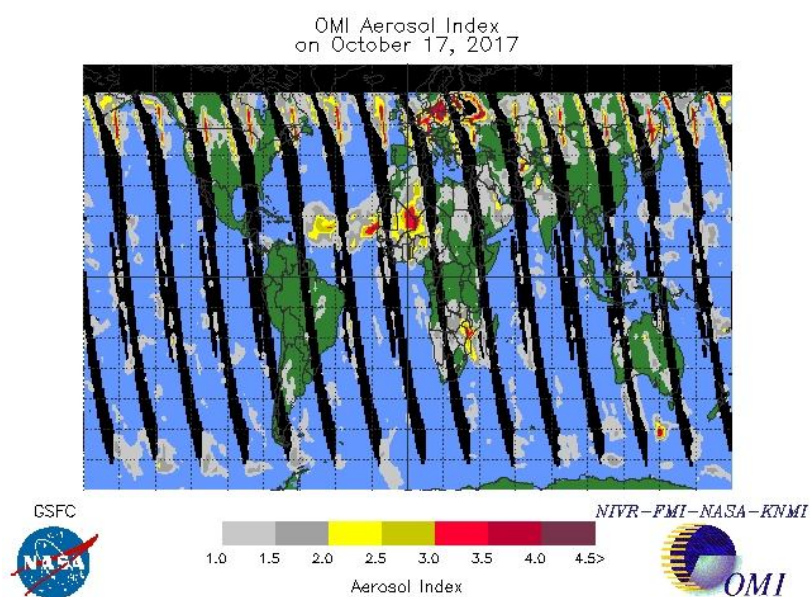 OMI Aerosol Index
on October 17, 2017
GSFC
NIVR-FMI-NASA-KNMI
NASA
1.0 1.5 2.0 2.5 3.0 3.5 4.0 4.5>
Aerosol Index
OMI